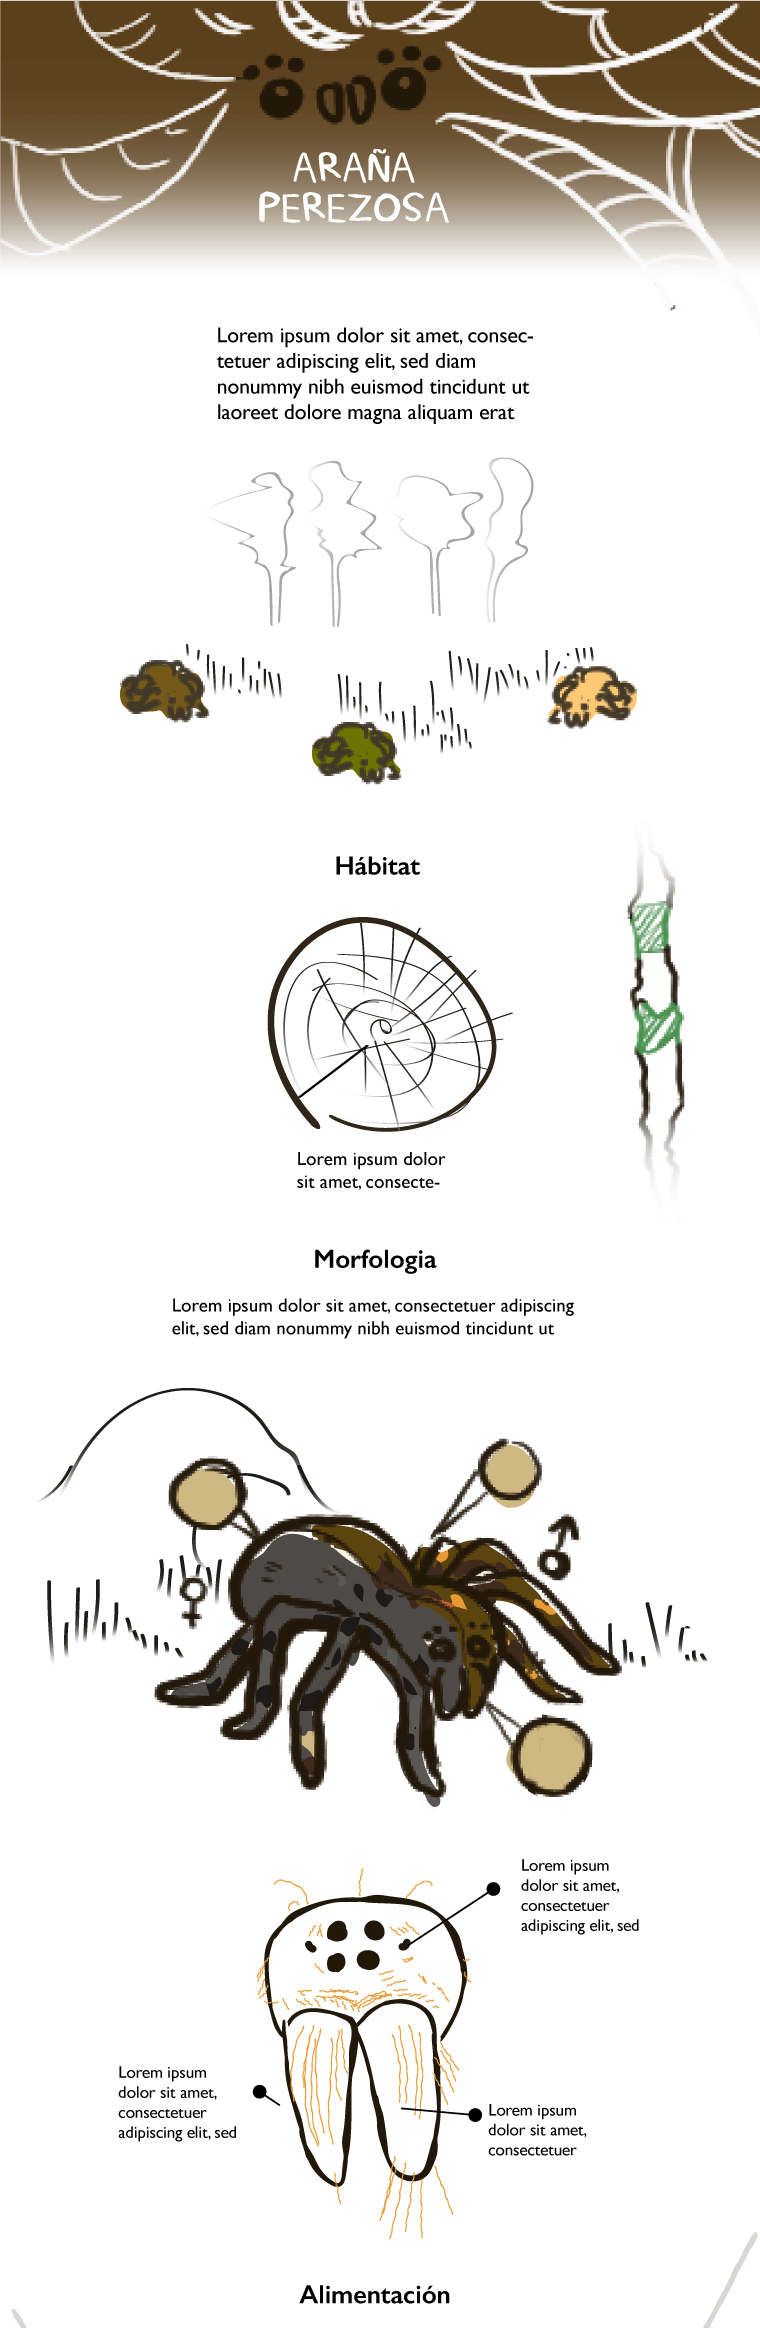 ARAÑA
PEREZOSA
Lorem ipsum dolor sit amet, consec-
tetuer adipiscing elit, sed diam
nonummy nibh euismod tincidunt ut
laoreet dolore magna aliquam erat
Hábitat
Lorem ipsum dolor
sit amet, consecte-
Morfologia
Lorem ipsum dolor sit amet, consectetuer adipiscing
elit, sed diam nonummy nibh euismod tincidunt ut
Lorem ipsum
dolor sit amet,
consectetuer
adipiscing elit, sed
Lorem ipsum
dolor sit amet,
consectetuer
adipiscing elit, sed
Lorem ipsum
dolor sit amet,
consectetuer
Alimentación